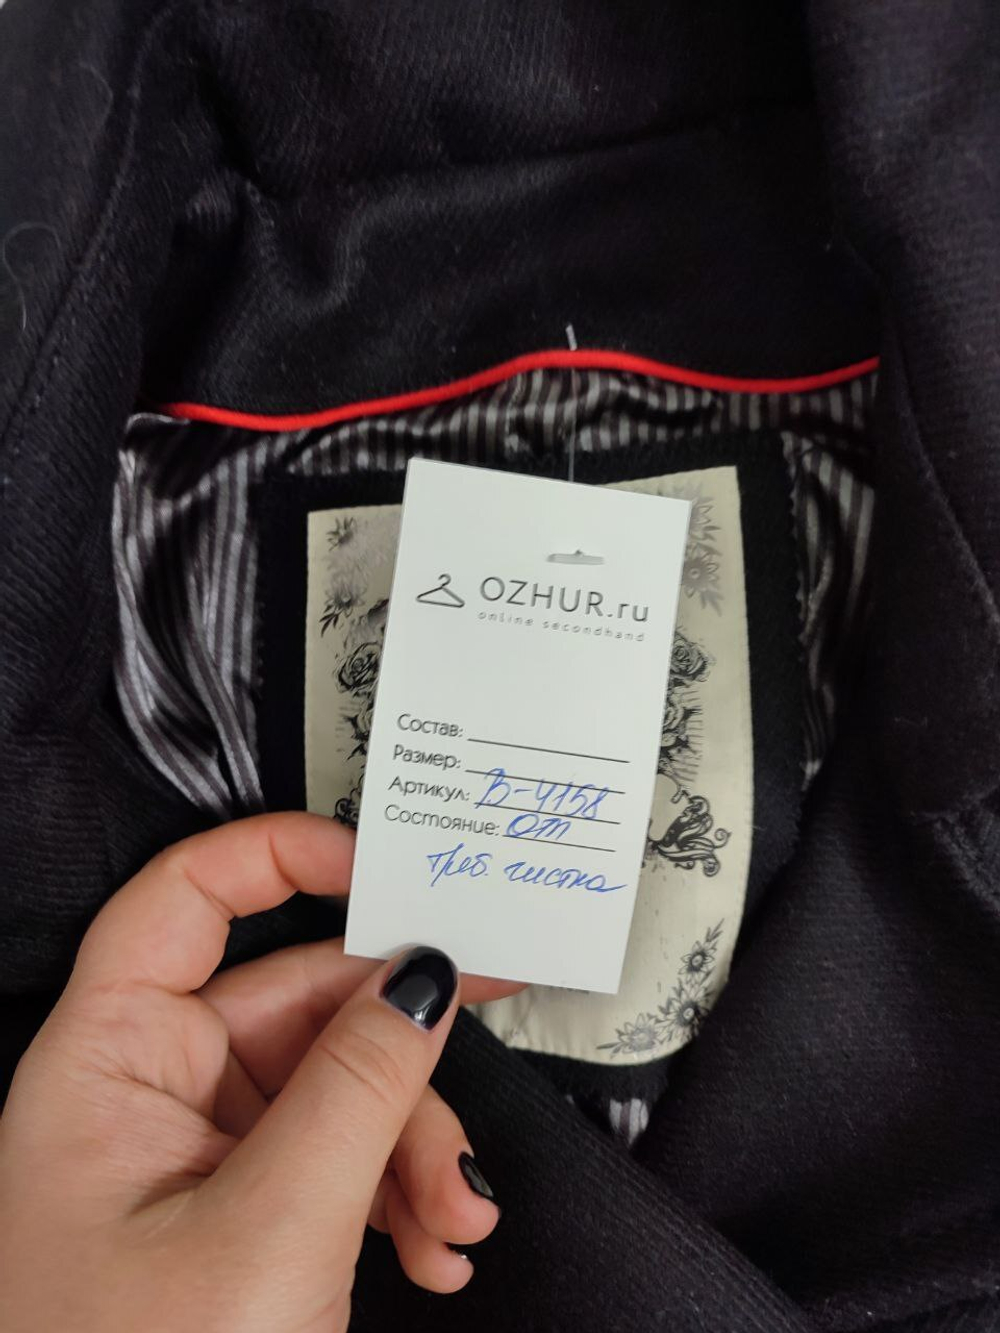 OZHUR.ru
online secondhand
Состав:
Размер:
Артикул: В-4158
Состояние: От
треб. чистка